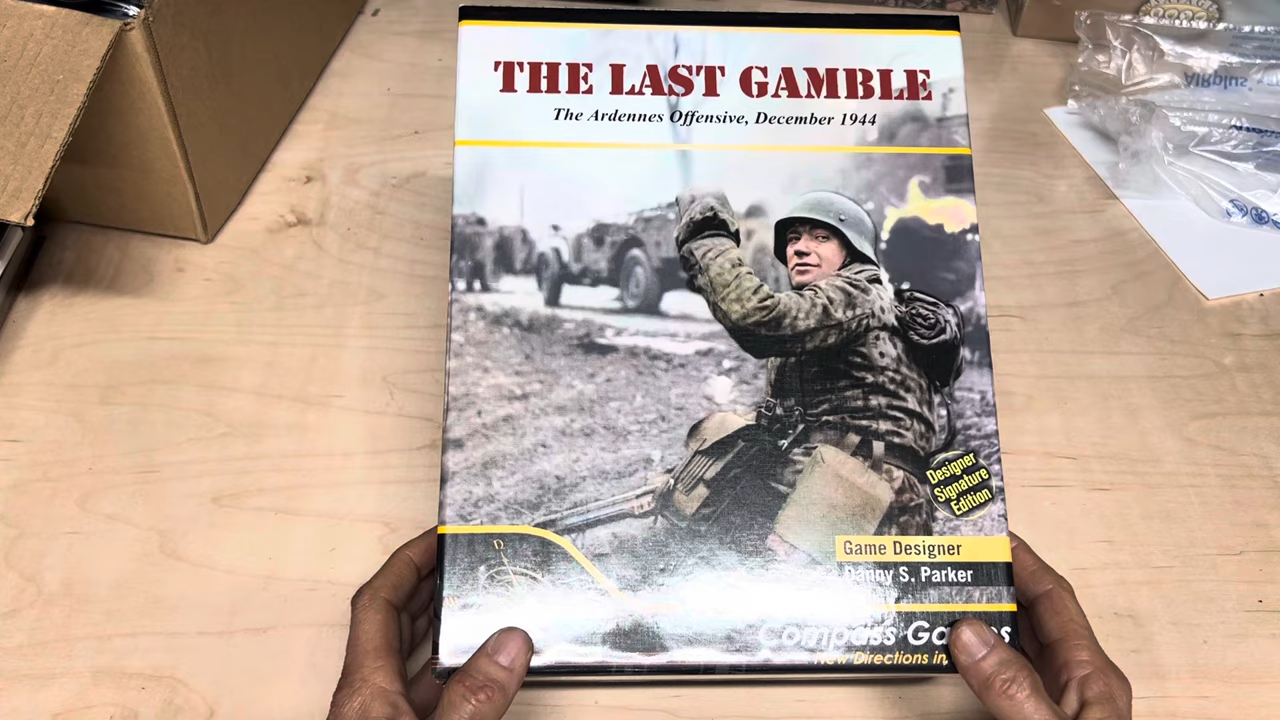 THE LAST GAMBLE
The Ardennes Offensive, December 1944
Designer
Signature
Edition
Game Designer
Danny S. Parker
Compass
New Directions in
AIRplus